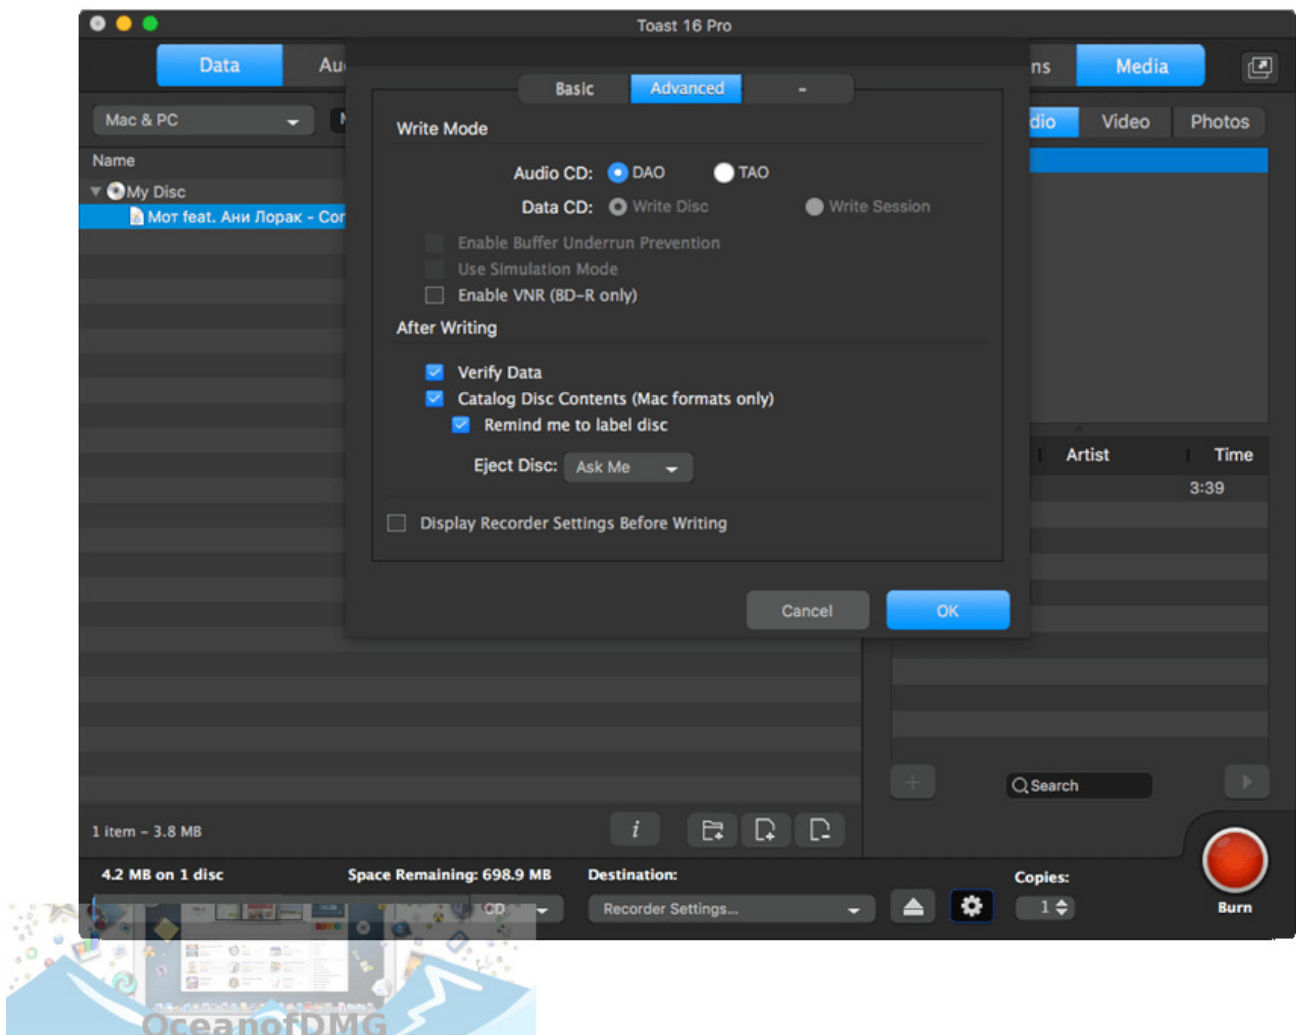 Toast 16 Pro
Data
Au
ns
Media
Basic
Advanced
-
Mac & PC
dio
Video
Photos
Write Mode
Name
Audio CD:
DAO
TAO
My Disc
Data CD:
Write Disc
Write Session
Мот feat. Ани Лорак - Cor
Enable Buffer Underrun Prevention
Use Simulation Mode
Enable VNR (BD-R only)
After Writing
Verify Data
Catalog Disc Contents (Mac formats only)
Remind me to label disc
Eject Disc:
Ask Me
Artist
Time
3:39
Display Recorder Settings Before Writing
Cancel
OK
Search
1 item – 3.8 MB
i
4.2 MB on 1 disc
Space Remaining: 698.9 MB
Destination:
Copies:
CD
Recorder Settings...
1
Burn
OceanofDMG